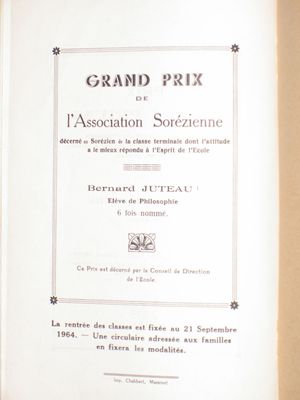 GRAND PRIX
DE
l'Association Sorézienne
décerné au Sorézien de la classe terminale dont l'attitude
a le mieux répondu à l'Esprit de l'Ecole
Bernard JUTEAU
Elève de Philosophie
6 fois nommé.
Ce Prix est décerné par le Conseil de Direction
de l'Ecole.
La rentrée des classes est fixée au 21 Septembre
1964. — Une circulaire adressée aux familles
en fixera les modalités.
Imp. Chabbert, Mazamet